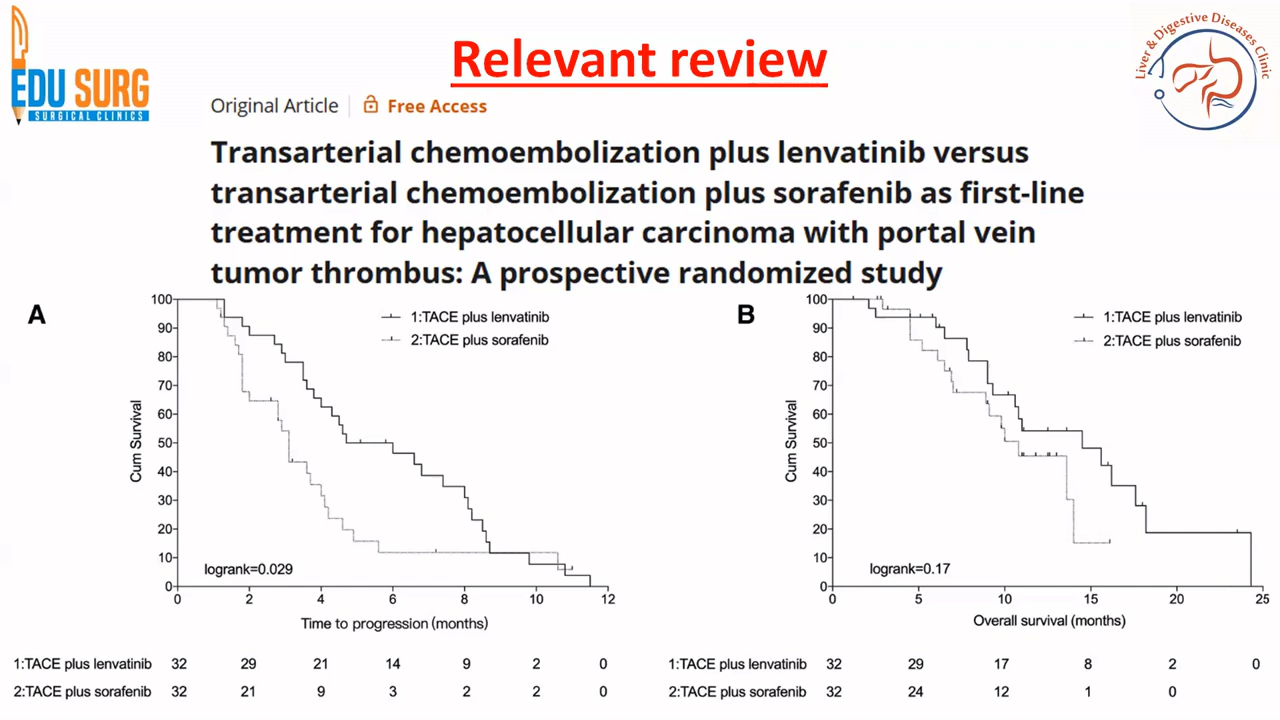 EDU SURG
SURGICAL CLINICS
Relevant review
Liver & Digestive Diseases Clinic
Original Article
Free Access
Transarterial chemoembolization plus lenvatinib versus
transarterial chemoembolization plus sorafenib as first-line
treatment for hepatocellular carcinoma with portal vein
tumor thrombus: A prospective randomized study
A
100
90
80
70
60
50
40
30
20
10
0
Cum Survival
1:TACE plus lenvatinib
2:TACE plus sorafenib
logrank=0.029
0 2 4 6 8 10 12
Time to progression (months)
1:TACE plus lenvatinib 32 29 21 14 9 2 0
2:TACE plus sorafenib 32 21 9 3 2 2 0
B
100
90
80
70
60
50
40
30
20
10
0
Cum Survival
1:TACE plus lenvatinib
2:TACE plus sorafenib
logrank=0.17
0 5 10 15 20 25
Overall survival (months)
1:TACE plus lenvatinib 32 29 17 8 2 0
2:TACE plus sorafenib 32 24 12 1 0